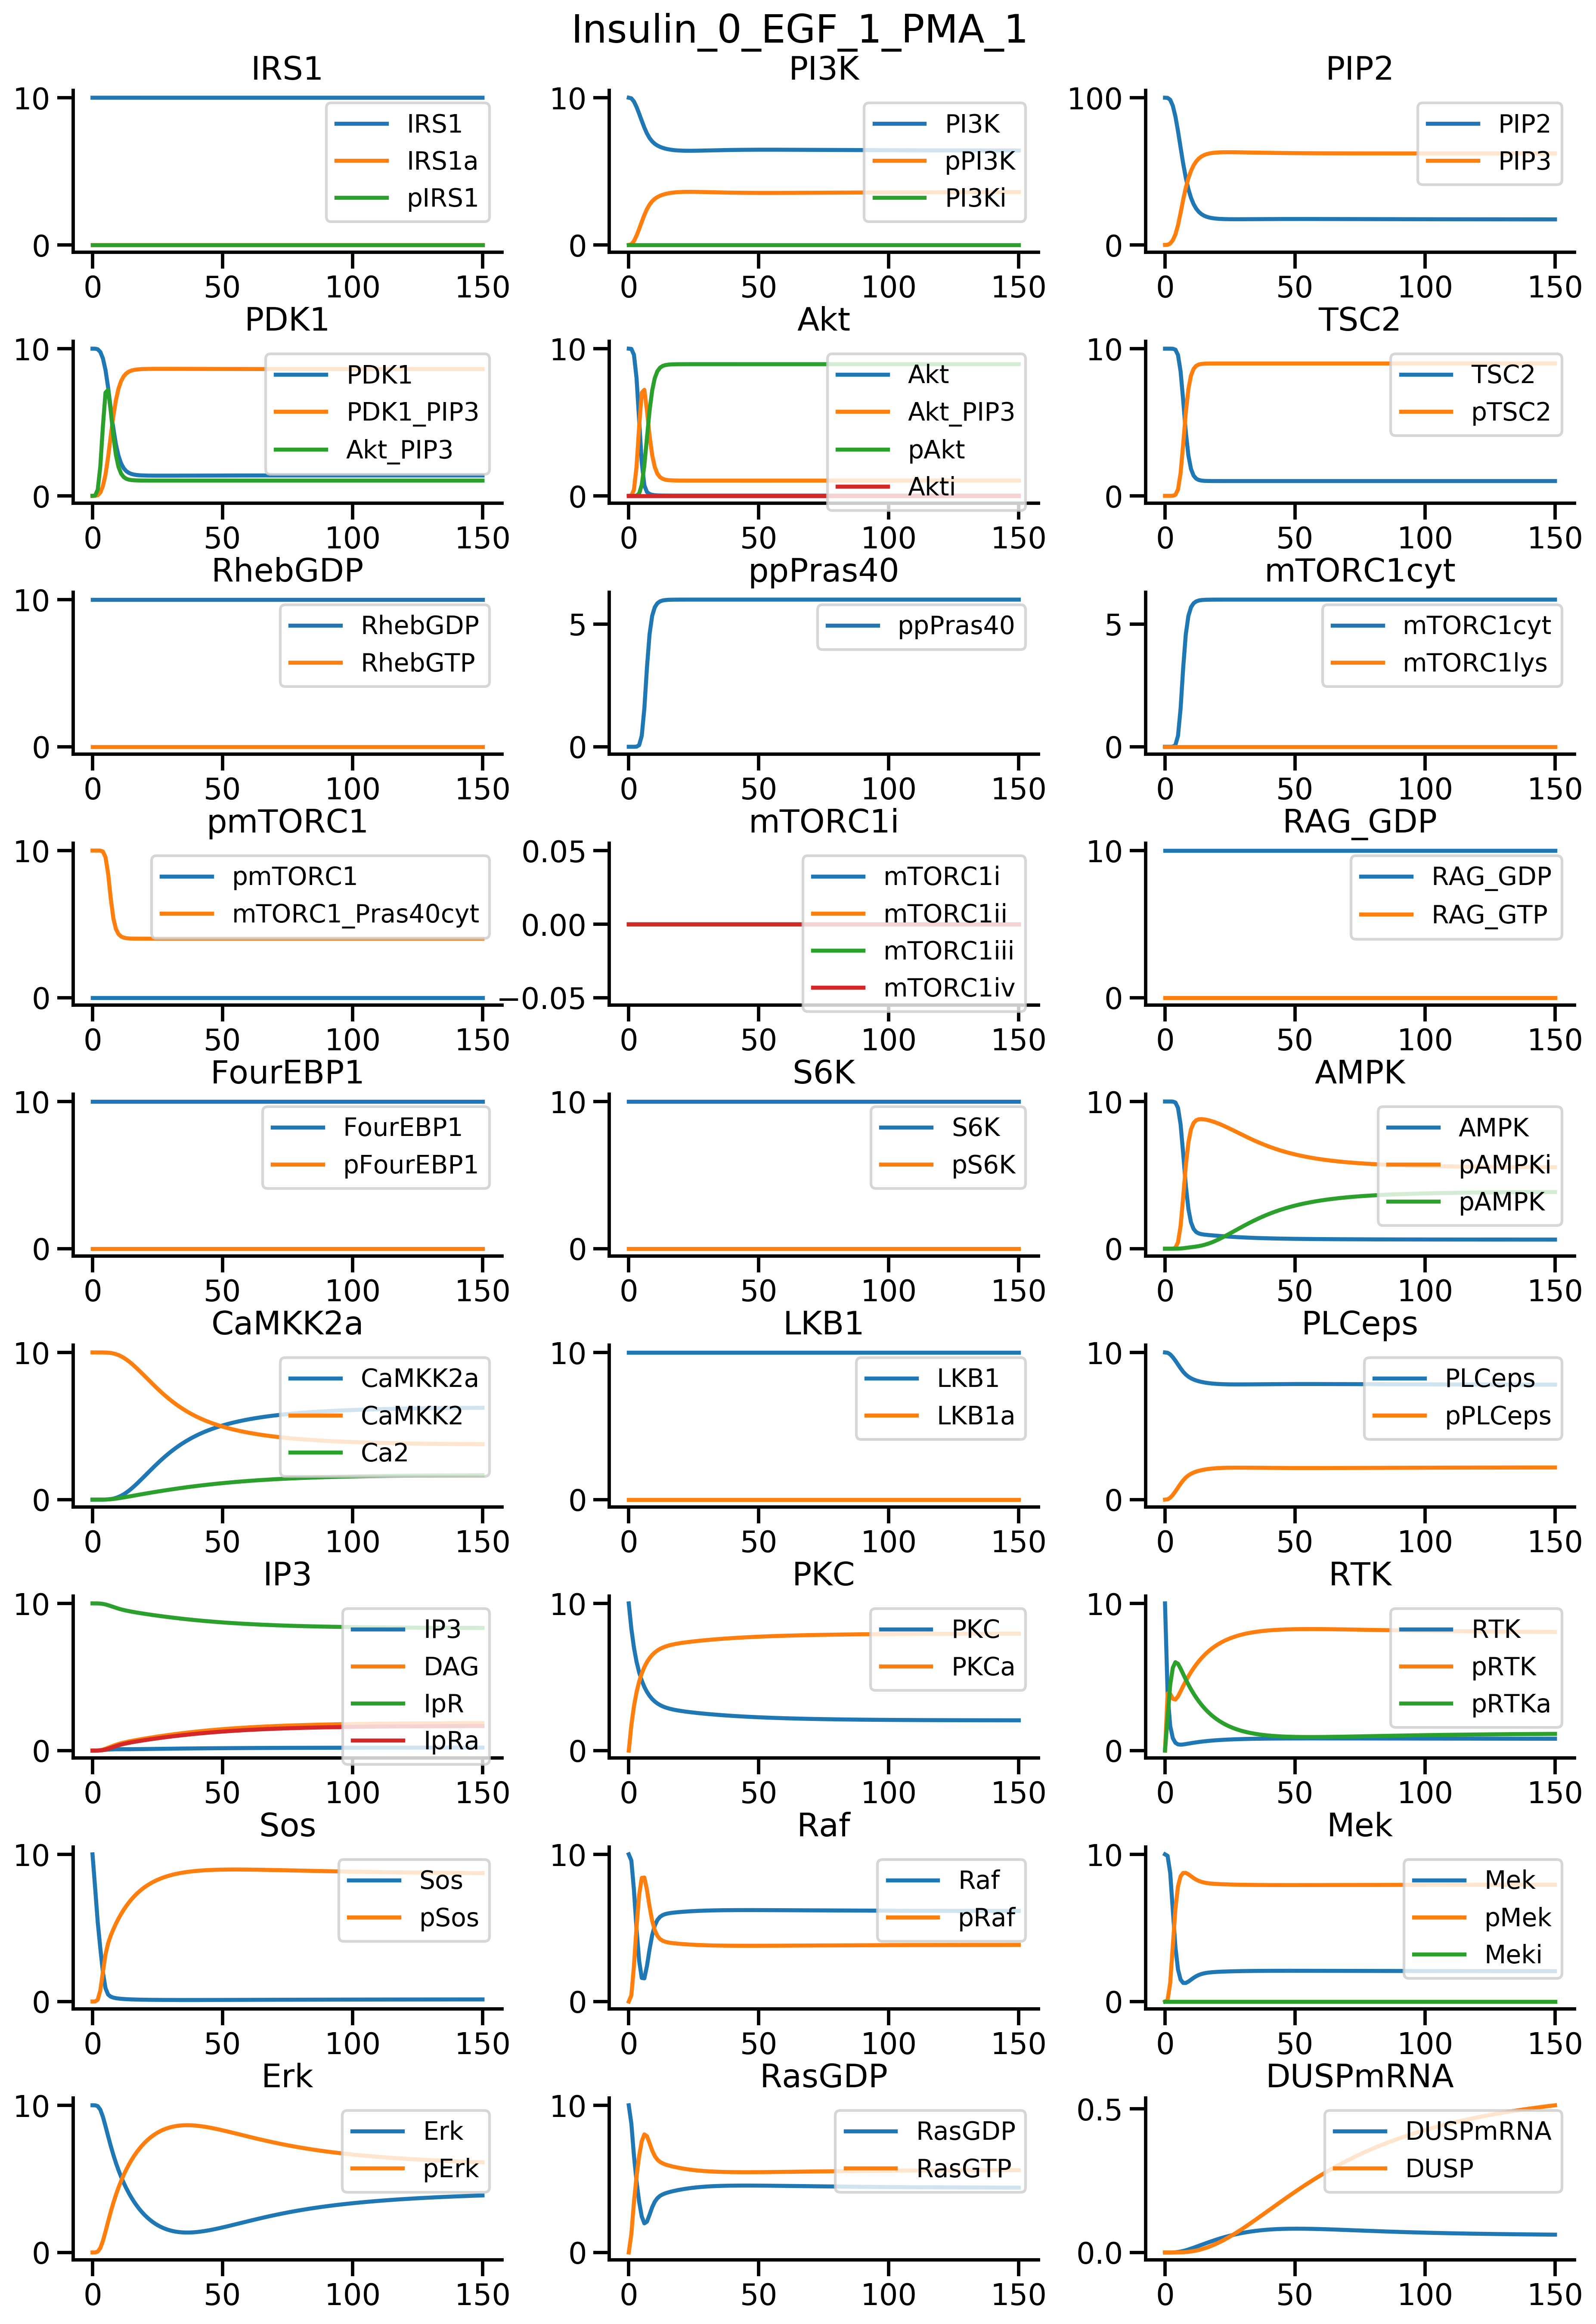 Insulin_0_EGF_1_PMA_1
IRS1
10
0
0 50 100 150
IRS1
IRS1a
pIRS1
PI3K
10
0
0 50 100 150
PI3K
pPI3K
PI3Ki
PIP2
100
0
0 50 100 150
PIP2
PIP3
PDK1
10
0
0 50 100 150
PDK1
PDK1_PIP3
Akt_PIP3
Akt
10
0
0 50 100 150
Akt
Akt_PIP3
pAkt
Akti
TSC2
10
0
0 50 100 150
TSC2
pTSC2
RhebGDP
10
0
0 50 100 150
RhebGDP
RhebGTP
ppPras40
5
0
0 50 100 150
ppPras40
mTORC1cyt
5
0
0 50 100 150
mTORC1cyt
mTORC1lys
pmTORC1
10
0
0 50 100 150
pmTORC1
mTORC1_Pras40cyt
mTORC1i
0.05
0.00
−0.05
0 50 100 150
mTORC1i
mTORC1ii
mTORC1iii
mTORC1iv
RAG_GDP
10
0
0 50 100 150
RAG_GDP
RAG_GTP
FourEBP1
10
0
0 50 100 150
FourEBP1
pFourEBP1
S6K
10
0
0 50 100 150
S6K
pS6K
AMPK
10
0
0 50 100 150
AMPK
pAMPKi
pAMPK
CaMKK2a
10
0
0 50 100 150
CaMKK2a
CaMKK2
Ca2
LKB1
10
0
0 50 100 150
LKB1
LKB1a
PLCeps
10
0
0 50 100 150
PLCeps
pPLCeps
IP3
10
0
0 50 100 150
IP3
DAG
IpR
IpRa
PKC
10
0
0 50 100 150
PKC
PKCa
RTK
10
0
0 50 100 150
RTK
pRTK
pRTKa
Sos
10
0
0 50 100 150
Sos
pSos
Raf
10
0
0 50 100 150
Raf
pRaf
Mek
10
0
0 50 100 150
Mek
pMek
Meki
Erk
10
0
0 50 100 150
Erk
pErk
RasGDP
10
0
0 50 100 150
RasGDP
RasGTP
DUSPmRNA
0.5
0.0
0 50 100 150
DUSPmRNA
DUSP